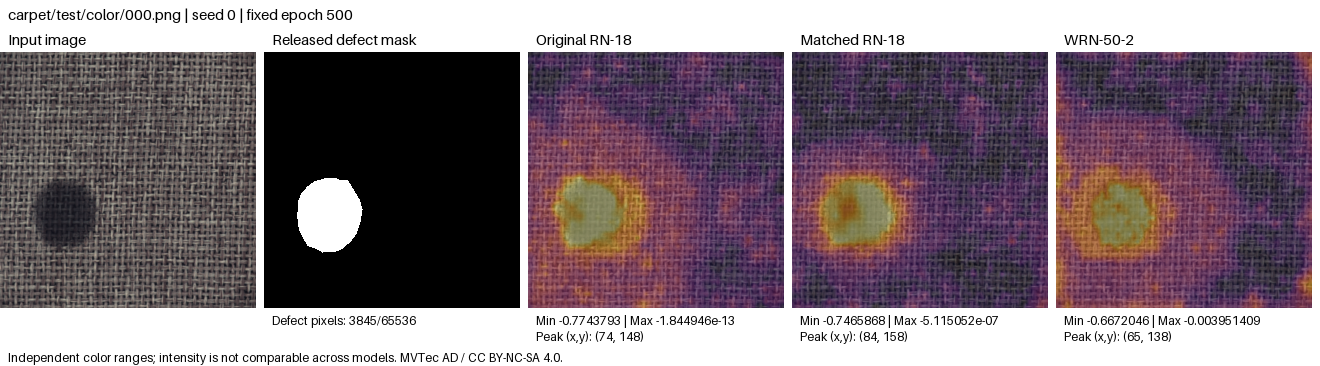 carpet/test/color/000.png | seed 0 | fixed epoch 500
Input image
Released defect mask
Original RN-18
Matched RN-18
WRN-50-2
Defect pixels: 3845/65536
Min -0.7743793 | Max -1.844946e-13
Peak (x,y): (74, 148)
Min -0.7465868 | Max -5.115052e-07
Peak (x,y): (84, 158)
Min -0.6672046 | Max -0.003951409
Peak (x,y): (65, 138)
Independent color ranges; intensity is not comparable across models. MVTec AD / CC BY-NC-SA 4.0.